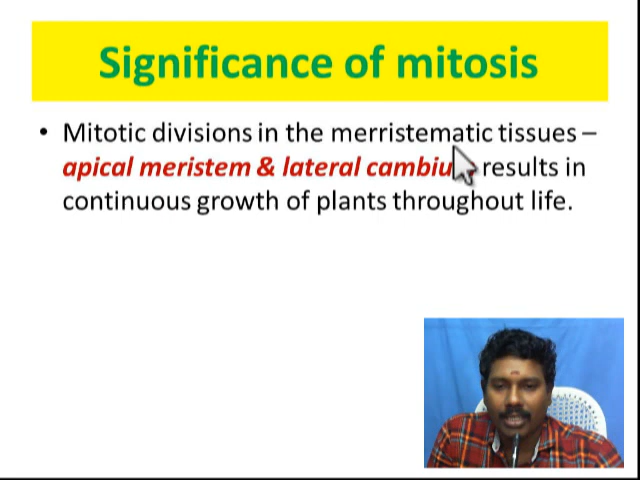 Significance of mitosis
• Mitotic divisions in the merristematic tissues –
apical meristem & lateral results in
continuous growth of plants throughout life.